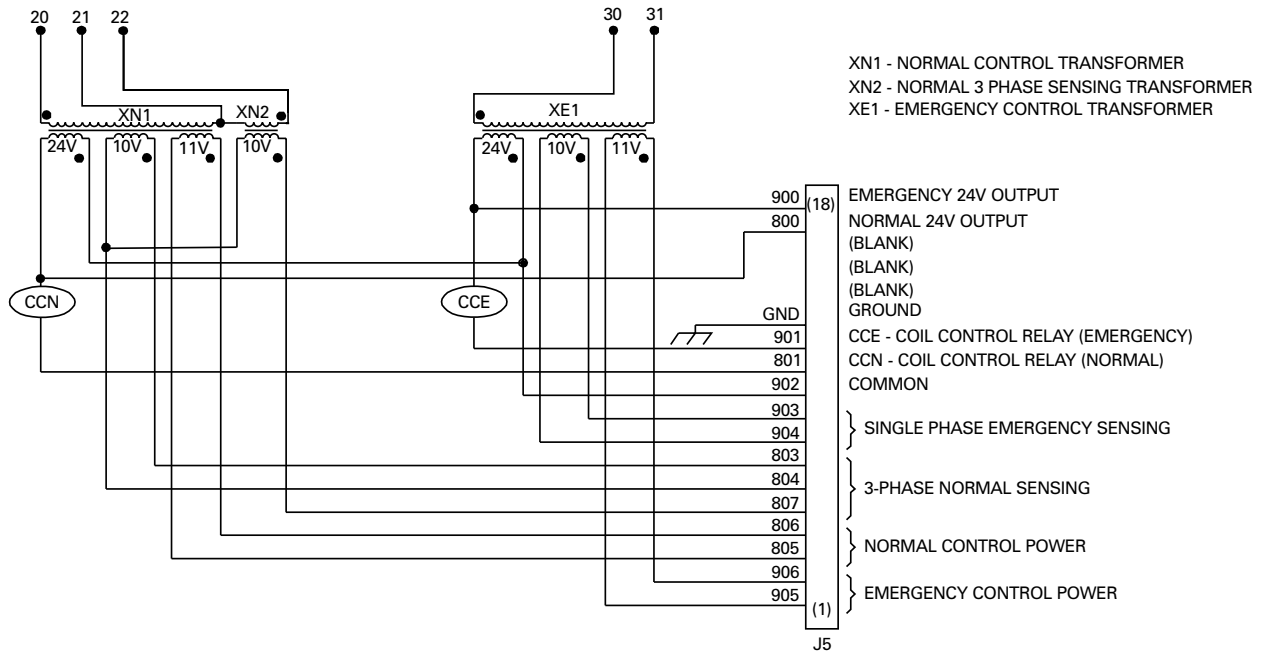 20 21 22 30 31
XN1 - NORMAL CONTROL TRANSFORMER
XN2 - NORMAL 3 PHASE SENSING TRANSFORMER
XE1 - EMERGENCY CONTROL TRANSFORMER
XN1 XN2 XE1
24V 10V 11V 10V 24V 10V 11V
900 (18) EMERGENCY 24V OUTPUT
800 NORMAL 24V OUTPUT
(BLANK)
(BLANK)
(BLANK)
CCN CCE
GND GROUND
901 CCE - COIL CONTROL RELAY (EMERGENCY)
801 CCN - COIL CONTROL RELAY (NORMAL)
902 COMMON
903
SINGLE PHASE EMERGENCY SENSING
904
803
804 3-PHASE NORMAL SENSING
807
806
NORMAL CONTROL POWER
805
906
EMERGENCY CONTROL POWER
905
(1)
J5